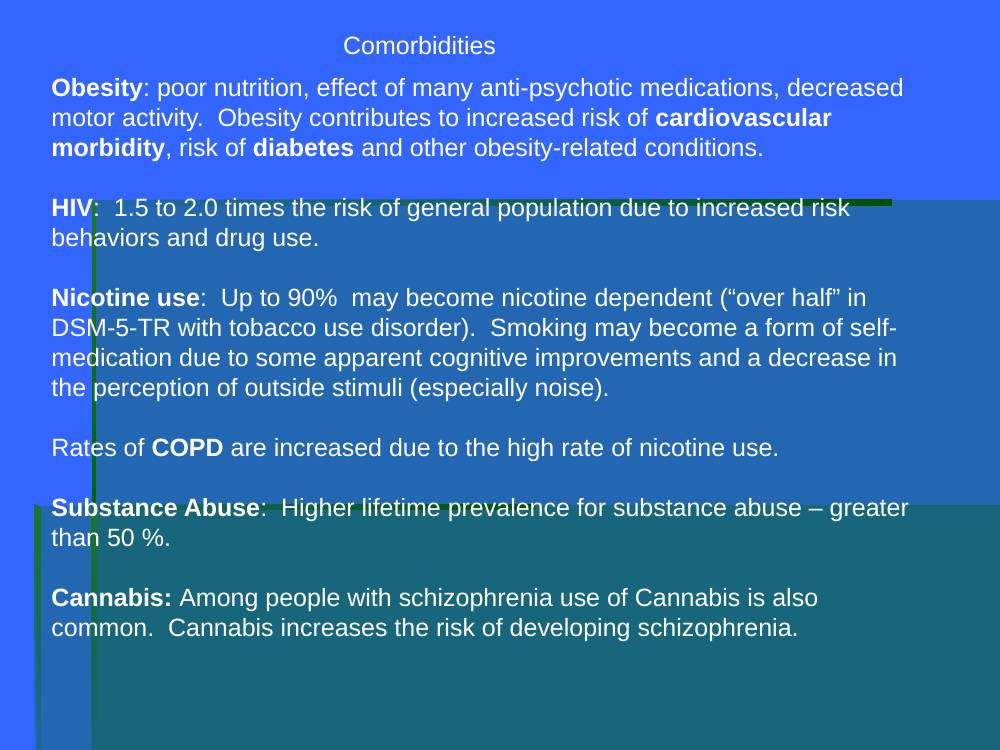 Comorbidities
Obesity: poor nutrition, effect of many anti-psychotic medications, decreased
motor activity.  Obesity contributes to increased risk of cardiovascular
morbidity, risk of diabetes and other obesity-related conditions.
HIV:  1.5 to 2.0 times the risk of general population due to increased risk
behaviors and drug use.
Nicotine use:  Up to 90%  may become nicotine dependent (“over half” in
DSM-5-TR with tobacco use disorder).  Smoking may become a form of self-
medication due to some apparent cognitive improvements and a decrease in
the perception of outside stimuli (especially noise).
Rates of COPD are increased due to the high rate of nicotine use.
Substance Abuse:  Higher lifetime prevalence for substance abuse – greater
than 50 %.
Cannabis: Among people with schizophrenia use of Cannabis is also
common.  Cannabis increases the risk of developing schizophrenia.